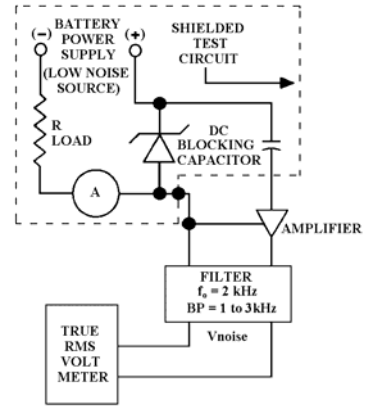 (-) BATTERY (+)
POWER
SUPPLY
(LOW NOISE
SOURCE)
SHIELDED
TEST
CIRCUIT
R
LOAD
DC
BLOCKING
CAPACITOR
A
AMPLIFIER
FILTER
fo = 2 kHz
BP = 1 to 3kHz
Vnoise
TRUE
RMS
VOLT
METER